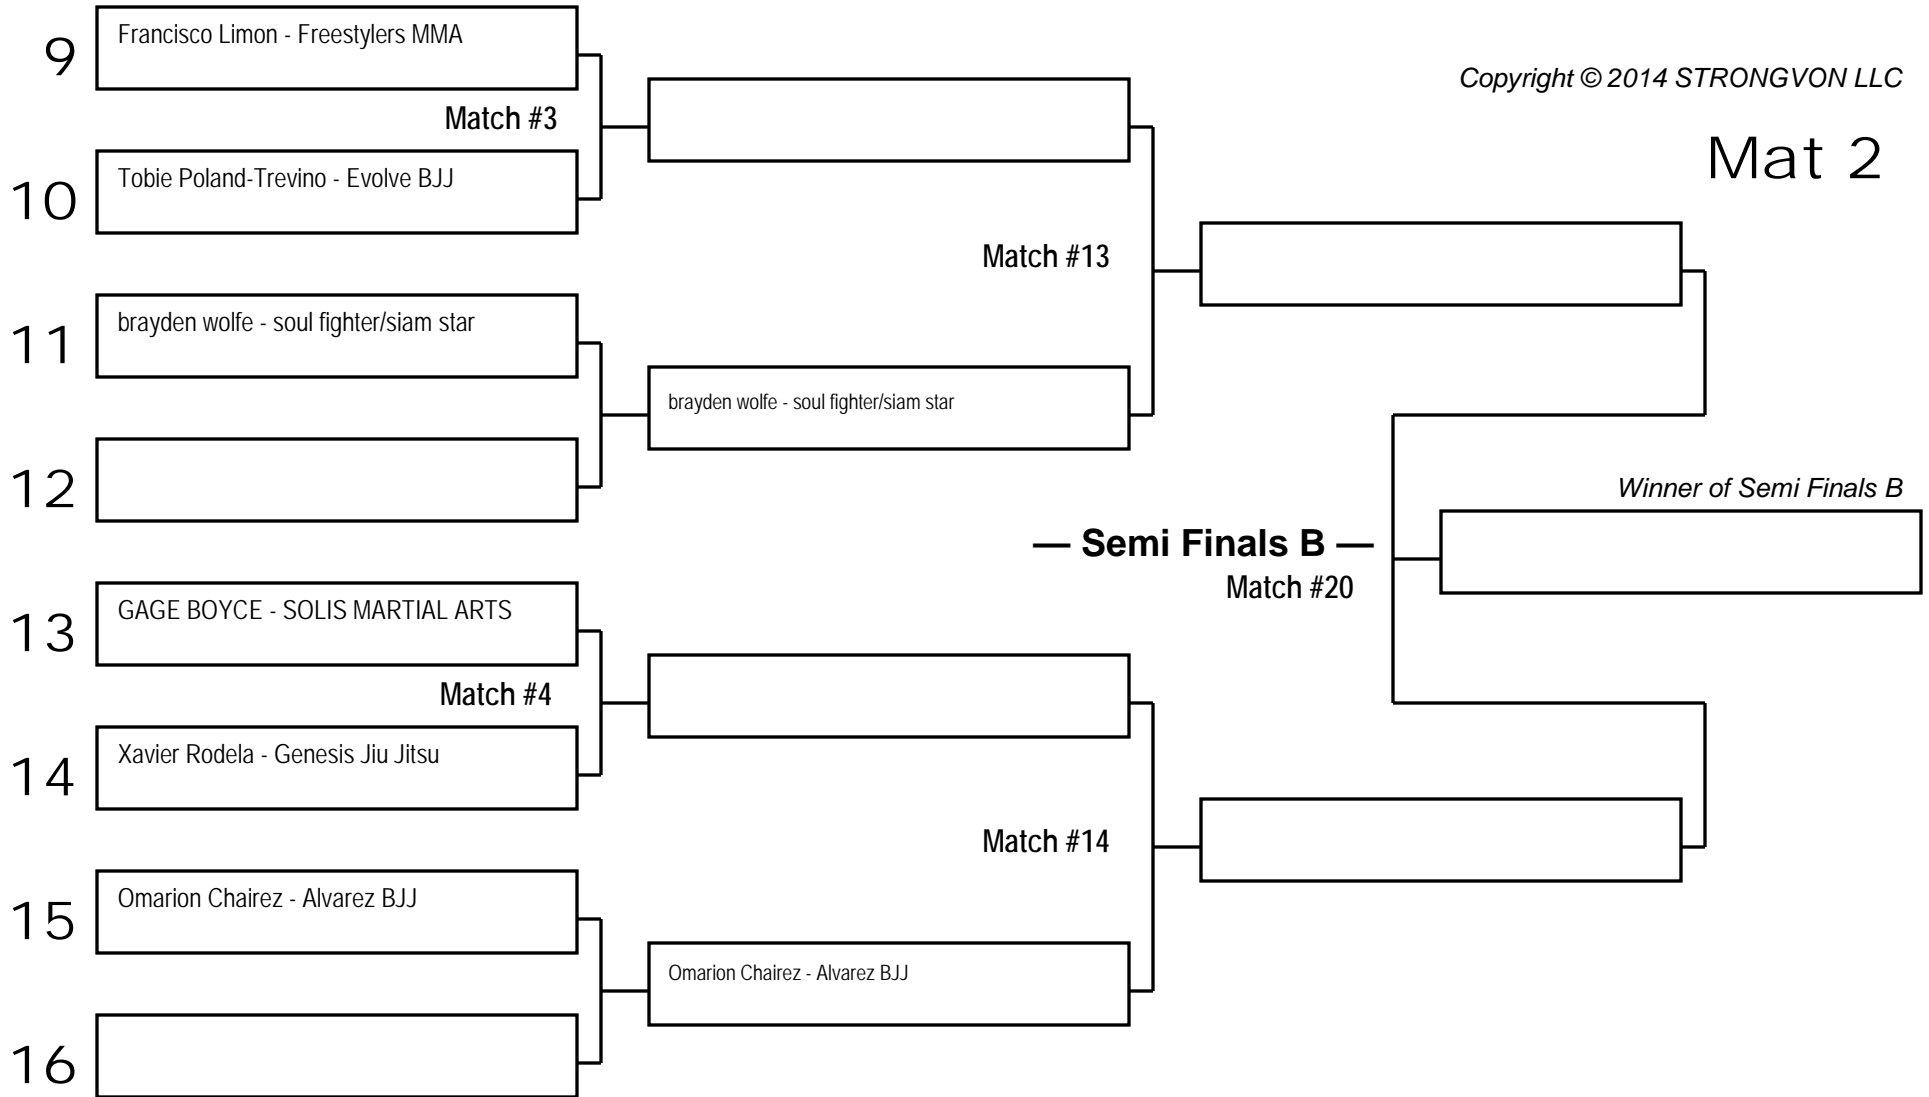 9
Francisco Limon - Freestylers MMA
Copyright © 2014 STRONGVON LLC
Match #3
Mat 2
10
Tobie Poland-Trevino - Evolve BJJ
Match #13
11
brayden wolfe - soul fighter/siam star
brayden wolfe - soul fighter/siam star
12
Winner of Semi Finals B
— Semi Finals B —
Match #20
13
GAGE BOYCE - SOLIS MARTIAL ARTS
Match #4
14
Xavier Rodela - Genesis Jiu Jitsu
Match #14
15
Omarion Chairez - Alvarez BJJ
Omarion Chairez - Alvarez BJJ
16